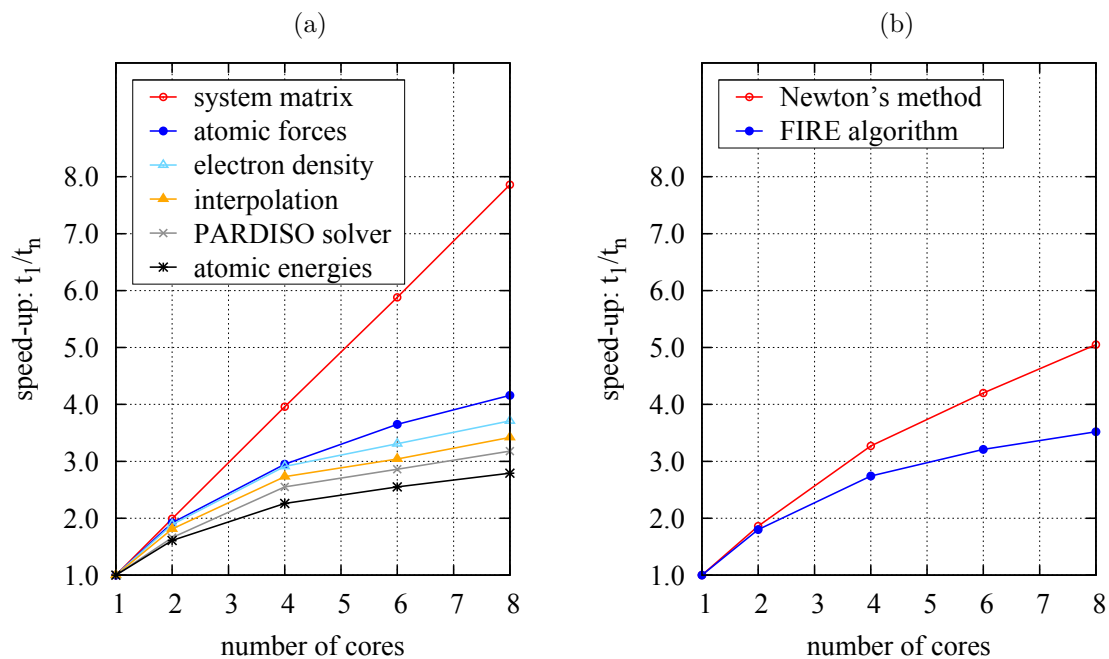 (a)
system matrix
atomic forces
electron density
interpolation
PARDISO solver
atomic energies
speed-up: t1/tn
8.0
7.0
6.0
5.0
4.0
3.0
2.0
1.0
1 2 3 4 5 6 7 8
number of cores
(b)
Newton's method
FIRE algorithm
speed-up: t1/tn
8.0
7.0
6.0
5.0
4.0
3.0
2.0
1.0
1 2 3 4 5 6 7 8
number of cores